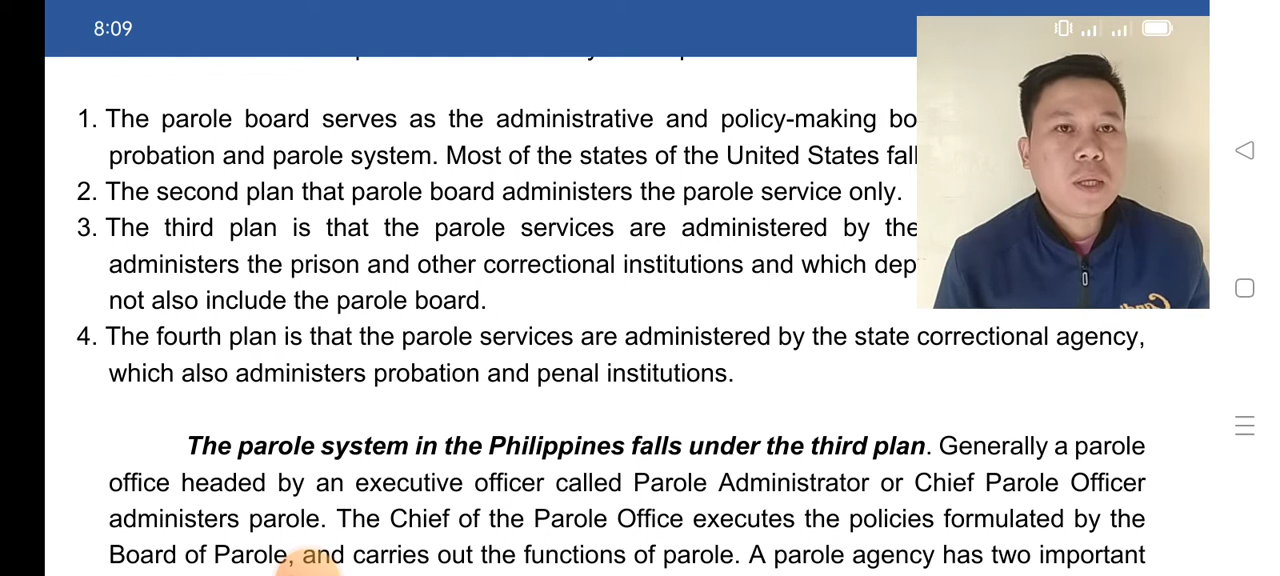 8:09
1. The parole board serves as the administrative and policy-making bo
probation and parole system. Most of the states of the United States fall
2. The second plan that parole board administers the parole service only.
3. The third plan is that the parole services are administered by the
administers the prison and other correctional institutions and which dep
not also include the parole board.
4. The fourth plan is that the parole services are administered by the state correctional agency,
which also administers probation and penal institutions.
The parole system in the Philippines falls under the third plan. Generally a parole
office headed by an executive officer called Parole Administrator or Chief Parole Officer
administers parole. The Chief of the Parole Office executes the policies formulated by the
Board of Parole, and carries out the functions of parole. A parole agency has two important